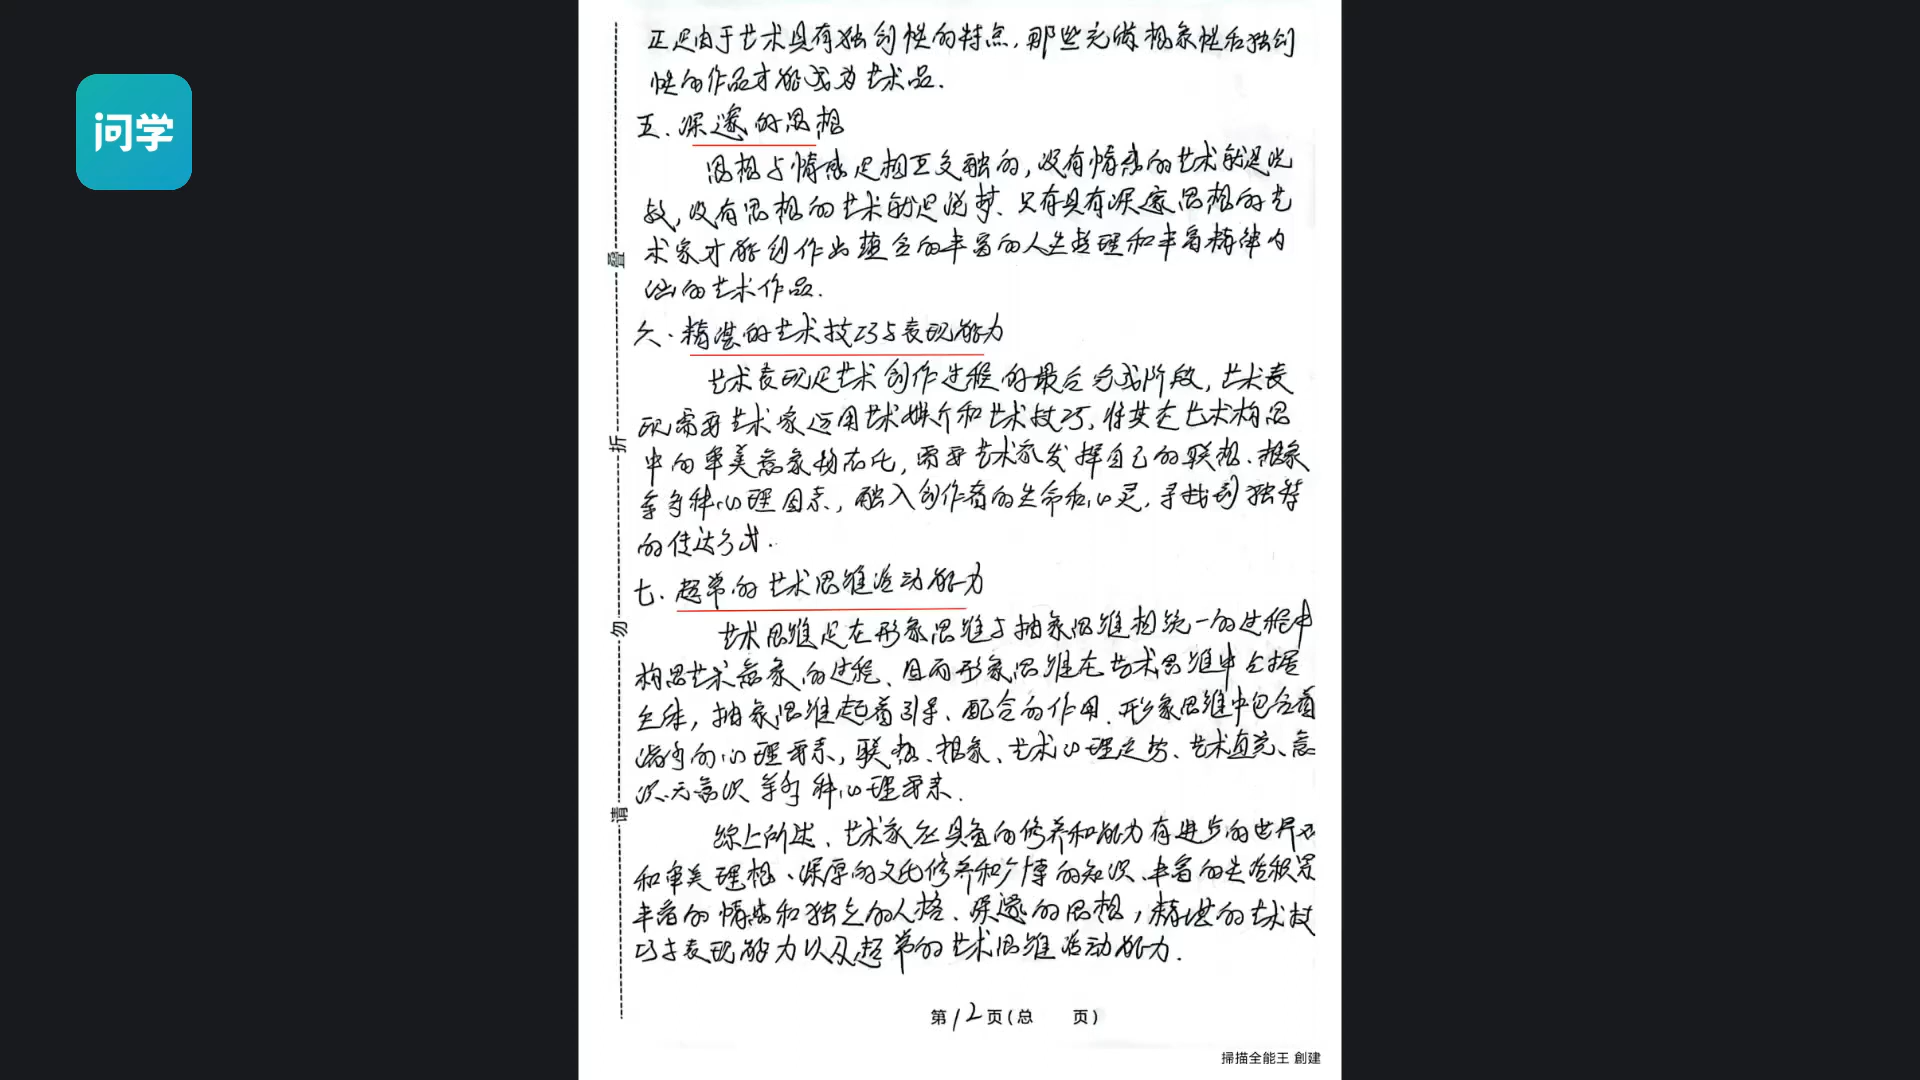 问学
正是由于艺术具有独创性的特点,那些充满想象性和独创
性的作品才能成为艺术品.
五.深邃的思想
思想与情感是相互交融的,没有情感的艺术就是说
教,没有思想的艺术就是说梦.只有具有深邃思想的艺
术家才能创作出蕴含的丰富的人生哲理和丰富精神内
涵的艺术作品.
六.精湛的艺术技巧与表现能力
艺术表现是艺术创作过程的最后完成阶段,艺术表
现需要艺术家运用艺术媒介和艺术技巧,将其在艺术构思
中的审美意象物态化,需要艺术家发挥自己的联想、想象
等多种心理因素,融入创作者的生命和心灵,寻找到独特
的传达方式.
七.超常的艺术思维活动能力
艺术思维是在形象思维与抽象思维相统一的过程中
构思艺术意象的过程、且而形象思维在艺术思维中占据
主体,抽象思维起着引导、配合的作用.形象思维中包含着
诸多的心理要素,联想、想象、艺术心理定势、艺术直觉、意
识无意识等多种心理要素.
综上所述、艺术家应具备的修养和能力有进步的世界观
和审美理想、深厚的文化修养和广博的知识、丰富的生活积累
丰富的情感和独立的人格、深邃的思想,精湛的艺术技
巧与表现能力以及超常的艺术思维活动能力.
叠
折
勿
请
第12页(总 页)
掃描全能王 創建